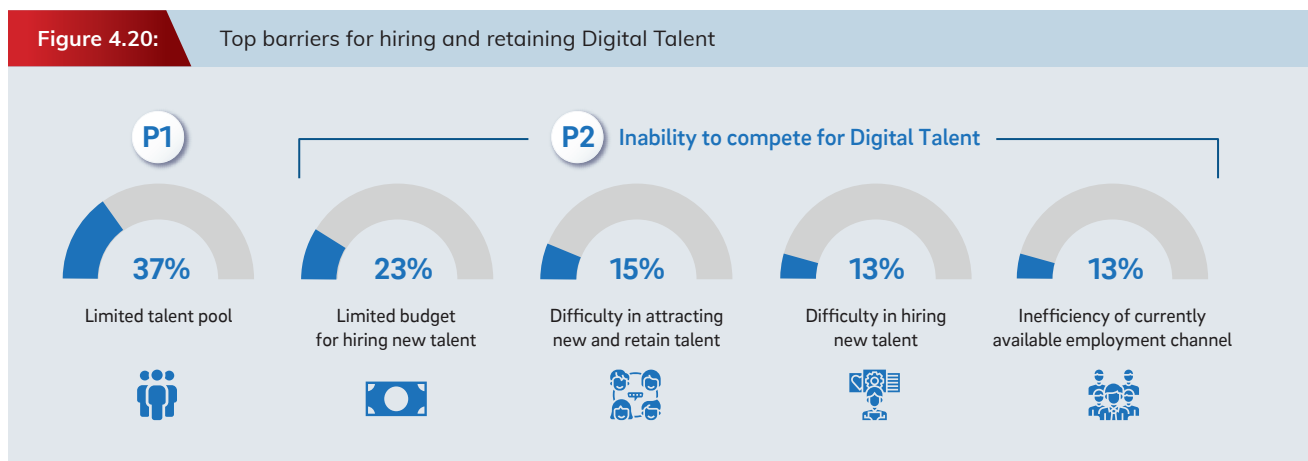 Figure 4.20:
Top barriers for hiring and retaining Digital Talent
P1
P2
Inability to compete for Digital Talent
37%
Limited talent pool
23%
Limited budget
for hiring new talent
15%
Difficulty in attracting
new and retain talent
13%
Difficulty in hiring
new talent
13%
Inefficiency of currently
available employment channel